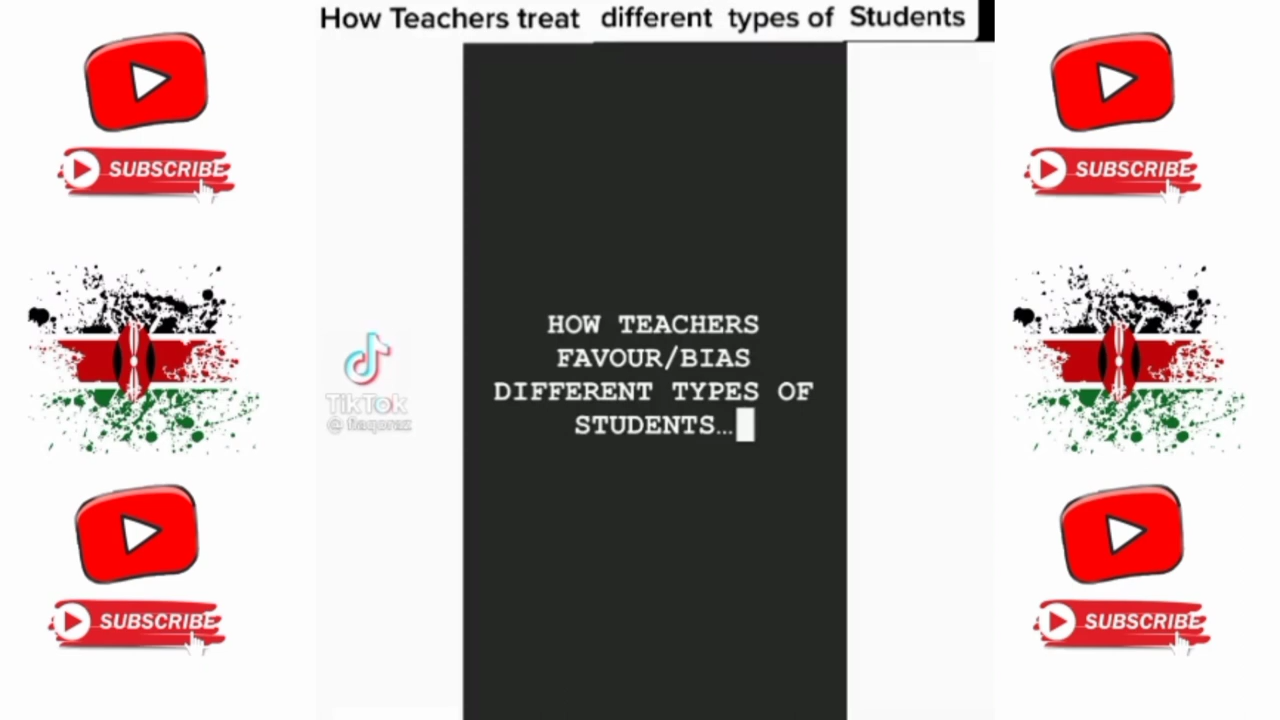 How Teachers treat different types of Students
SUBSCRIBE
SUBSCRIBE
HOW TEACHERS
FAVOUR/BIAS
DIFFERENT TYPES OF
STUDENTS…
TikTok
SUBSCRIBE
SUBSCRIBE